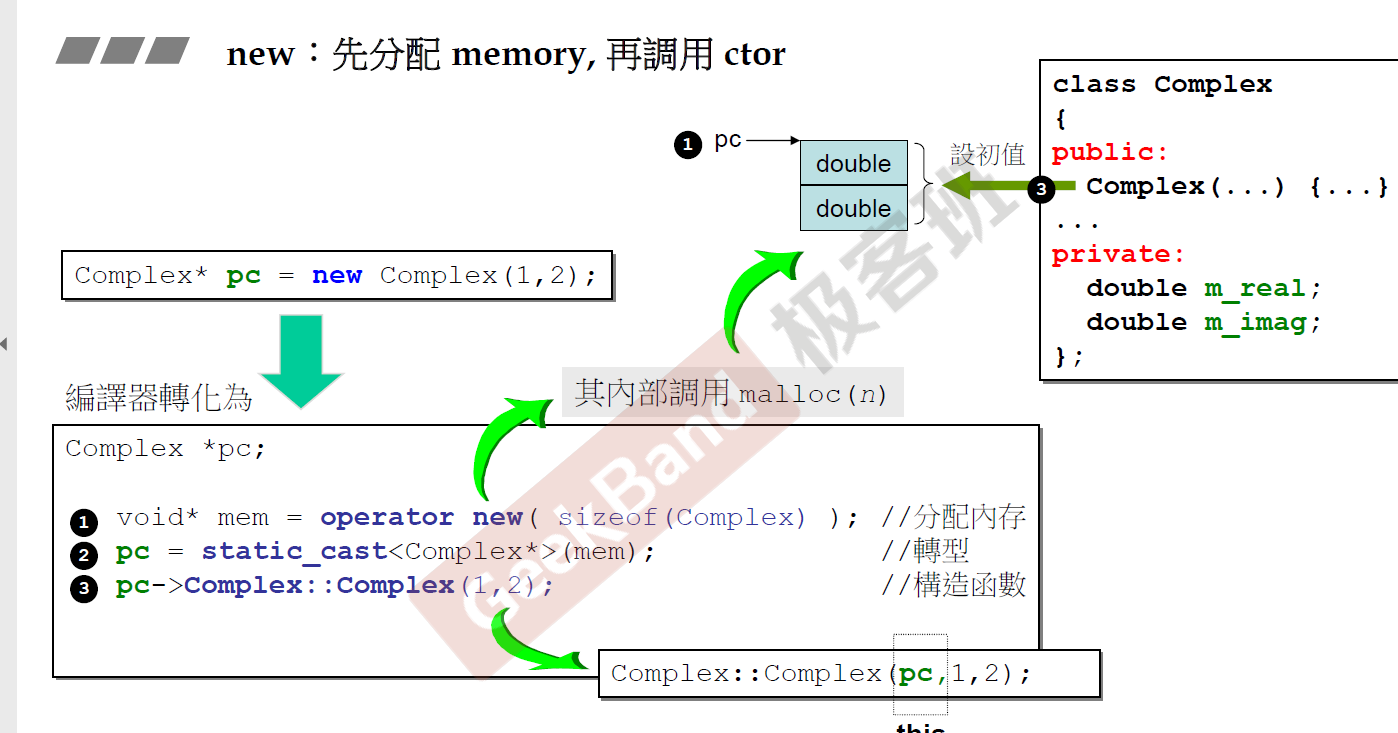 new：先分配 memory, 再調用 ctor
① pc
double
double
設初值
③
class Complex
{
public:
Complex(...) {...}
...
private:
double m_real;
double m_imag;
};
Complex* pc = new Complex(1,2);
編譯器轉化為
其內部調用 malloc(n)
Complex *pc;
① void* mem = operator new( sizeof(Complex) ); //分配內存
② pc = static_cast<Complex*>(mem); //轉型
③ pc->Complex::Complex(1,2); //構造函數
Complex::Complex(pc,1,2);
this
GeekBand 极客班